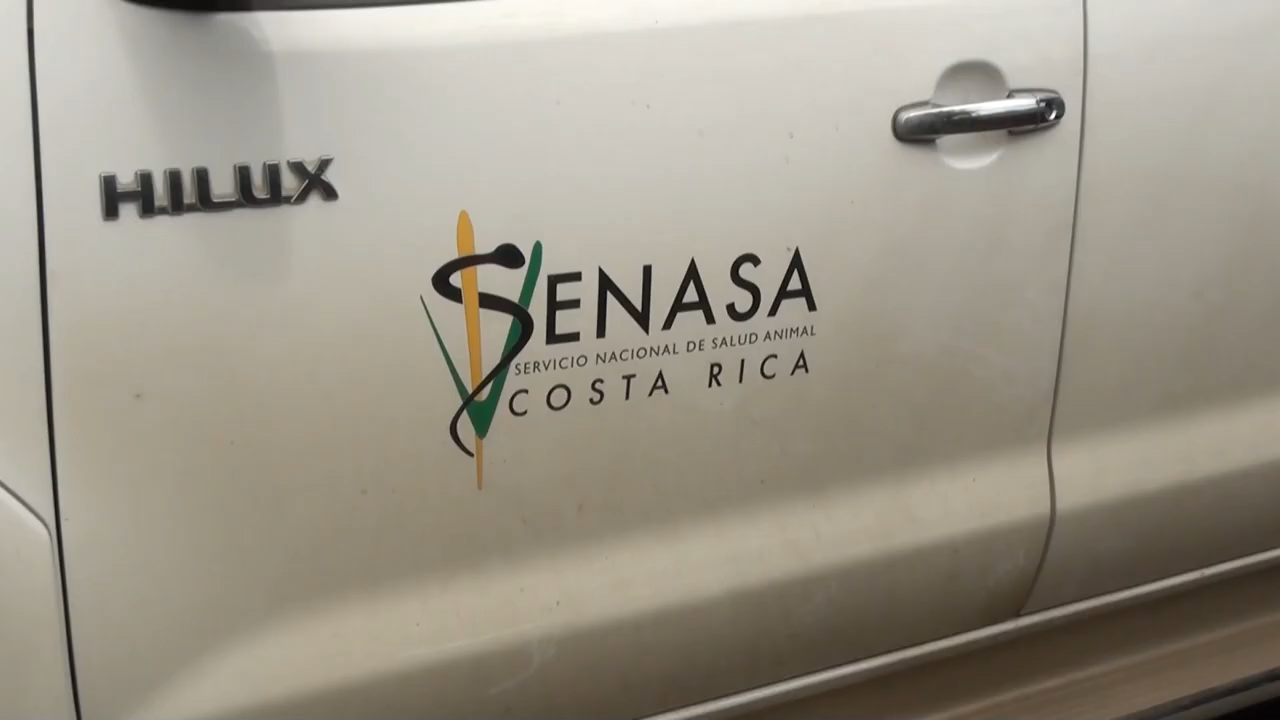 HILUX
SENASA
SERVICIO NACIONAL DE SALUD ANIMAL
COSTA RICA